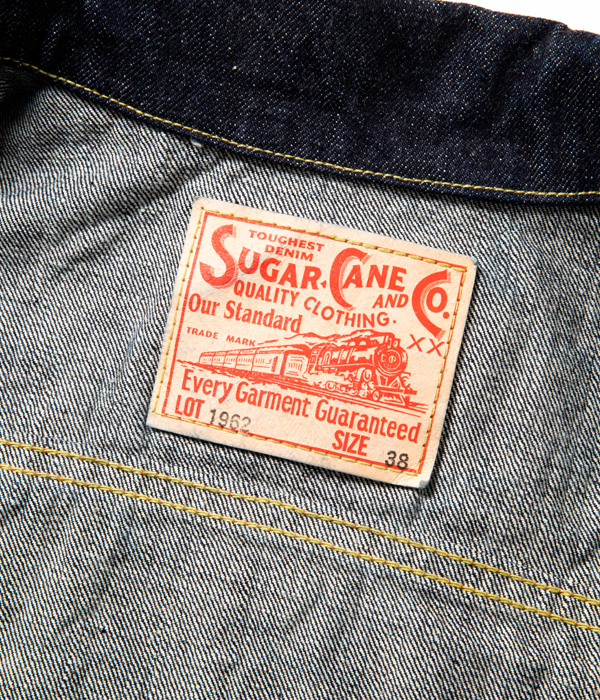 TOUGHEST
DENIM
SUGAR CANE AND CO.
QUALITY CLOTHING.
Our Standard
XX
TRADE MARK
Every Garment Guaranteed
LOT 1962
SIZE 38